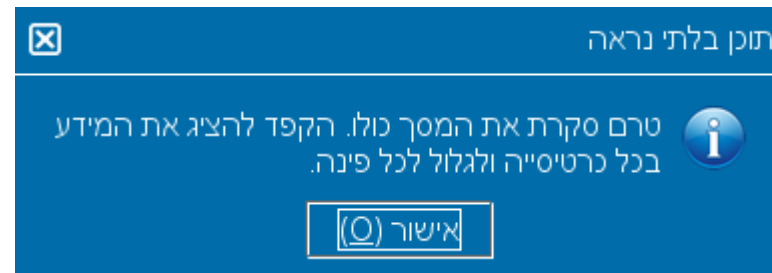 תוכן בלתי נראה
טרם סקרת את המסך כולו. הקפד להציג את המידע
בכל כרטיסייה ולגלול לכל פינה.
אישור (O)